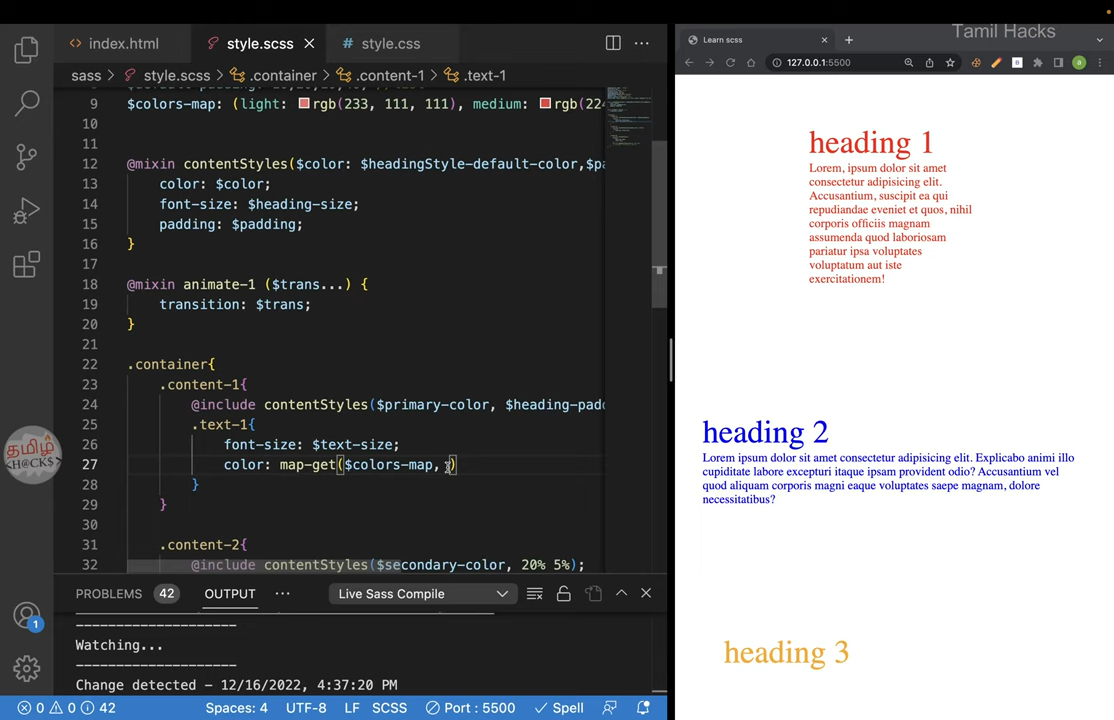 Tamil Hacks
index.html
style.scss
style.css
Learn scss
127.0.0.1:5500
sass > style.scss > .container > .content-1 > .text-1
9 $colors-map: (light: rgb(233, 111, 111), medium: rgb(224
10
11
12 @mixin contentStyles($color: $headingStyle-default-color,$pa
13 color: $color;
14 font-size: $heading-size;
15 padding: $padding;
16 }
17
18 @mixin animate-1 ($trans...) {
19 transition: $trans;
20 }
21
22 .container{
23 .content-1{
24 @include contentStyles($primary-color, $heading-padd
25 .text-1{
26 font-size: $text-size;
27 color: map-get($colors-map, )
28 }
29 }
30
31 .content-2{
32 @include contentStyles($secondary-color, 20% 5%);
PROBLEMS 42 OUTPUT ... Live Sass Compile
--------------------
Watching...
--------------------
Change detected - 12/16/2022, 4:37:20 PM
0 0 42 Spaces: 4 UTF-8 LF SCSS Port : 5500 Spell
1
தமிழ்
<H@CK$>
heading 1
Lorem, ipsum dolor sit amet
consectetur adipisicing elit.
Accusantium, suscipit ea qui
repudiandae eveniet et quos, nihil
corporis officiis magnam
assumenda quod laboriosam
pariatur ipsa voluptates
voluptatum aut iste
exercitationem!
heading 2
Lorem ipsum dolor sit amet consectetur adipisicing elit. Explicabo animi illo
cupiditate labore excepturi itaque ipsam provident odio? Accusantium vel
quod aliquam corporis magni eaque voluptates saepe magnam, dolore
necessitatibus?
heading 3